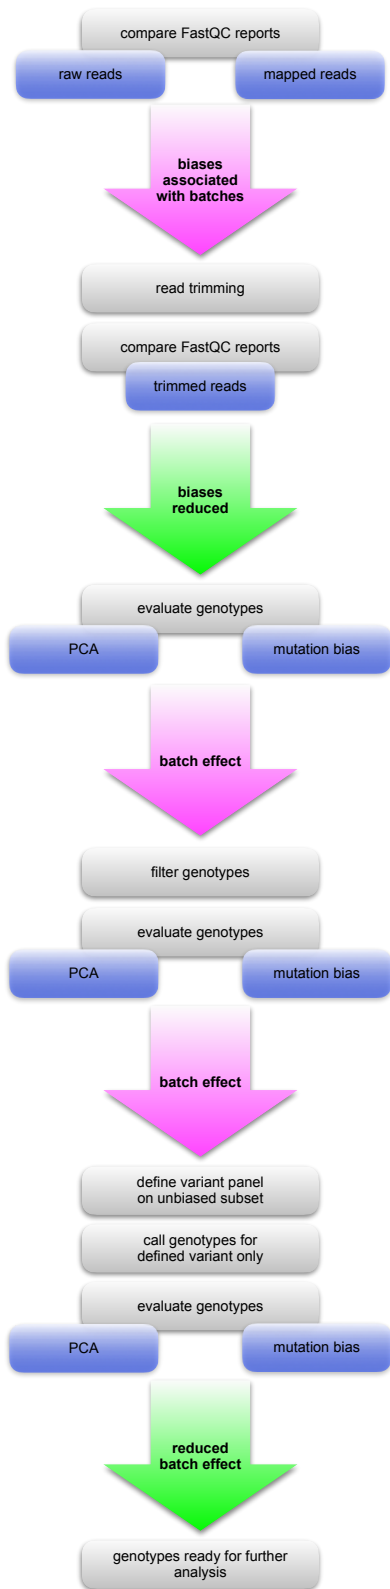 compare FastQC reports
raw reads
mapped reads
biases
associated
with batches
read trimming
compare FastQC reports
trimmed reads
biases
reduced
evaluate genotypes
PCA
mutation bias
batch effect
filter genotypes
evaluate genotypes
PCA
mutation bias
batch effect
define variant panel
on unbiased subset
call genotypes for
defined variant only
evaluate genotypes
PCA
mutation bias
reduced
batch effect
genotypes ready for further
analysis